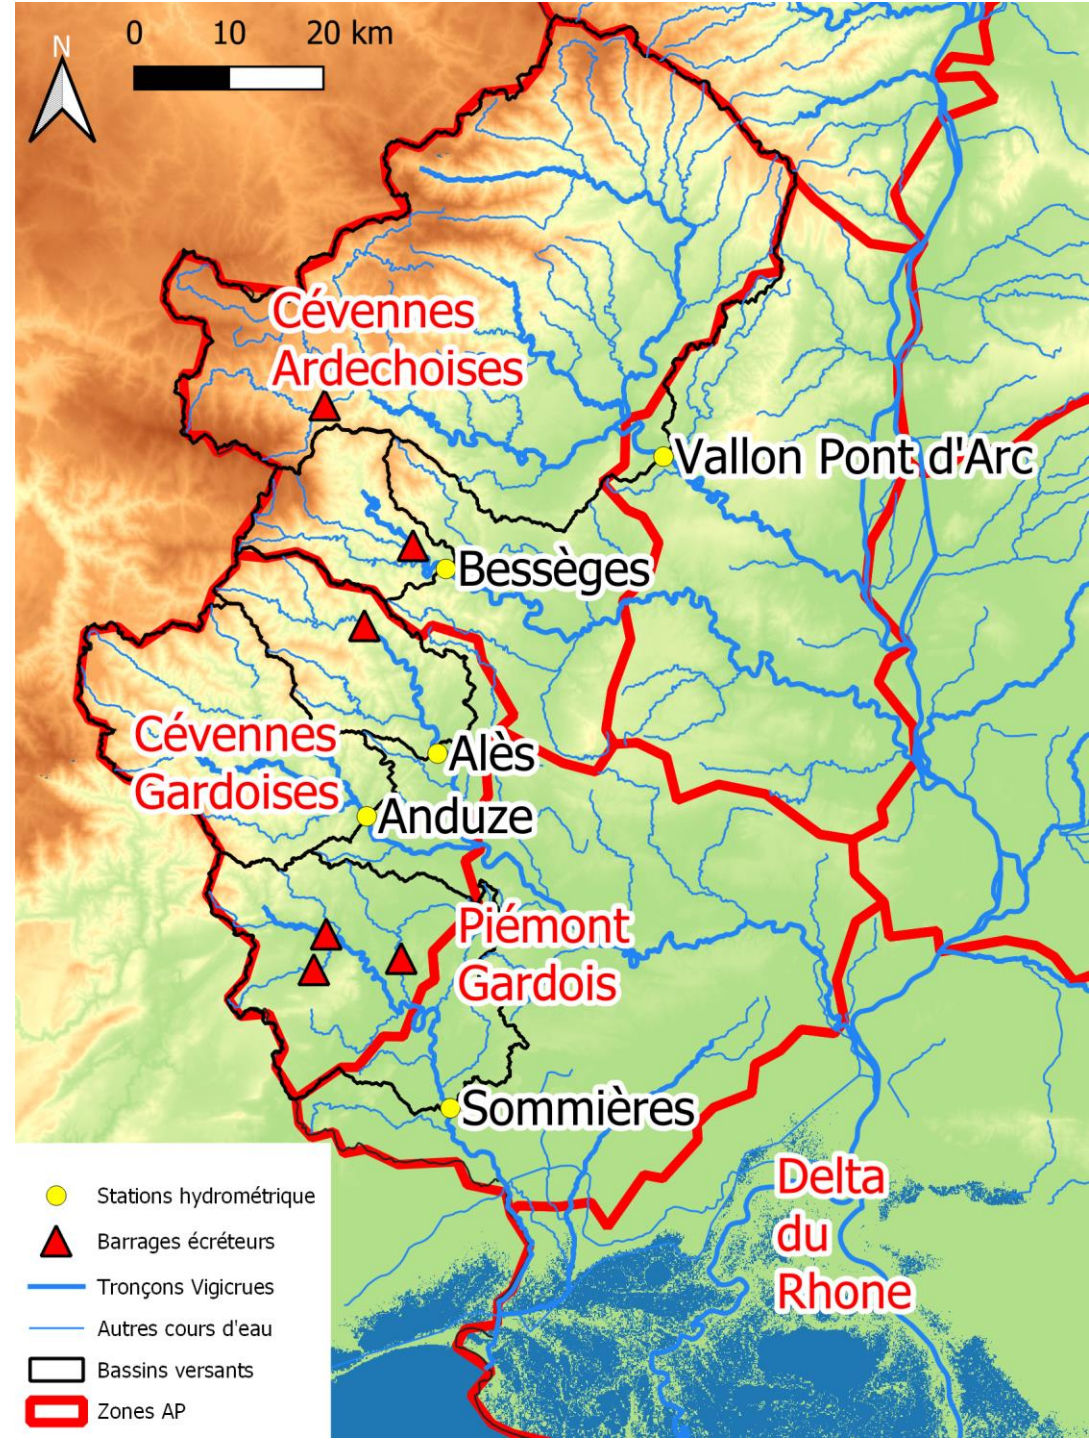 N
0 10 20 km
Cévennes
Ardechoises
Vallon Pont d'Arc
Bessèges
Cévennes
Gardoises
Alès
Anduze
Piémont
Gardois
Sommières
Delta
du
Rhone
Stations hydrométrique
Barrages écréteurs
Tronçons Vigicrues
Autres cours d'eau
Bassins versants
Zones AP